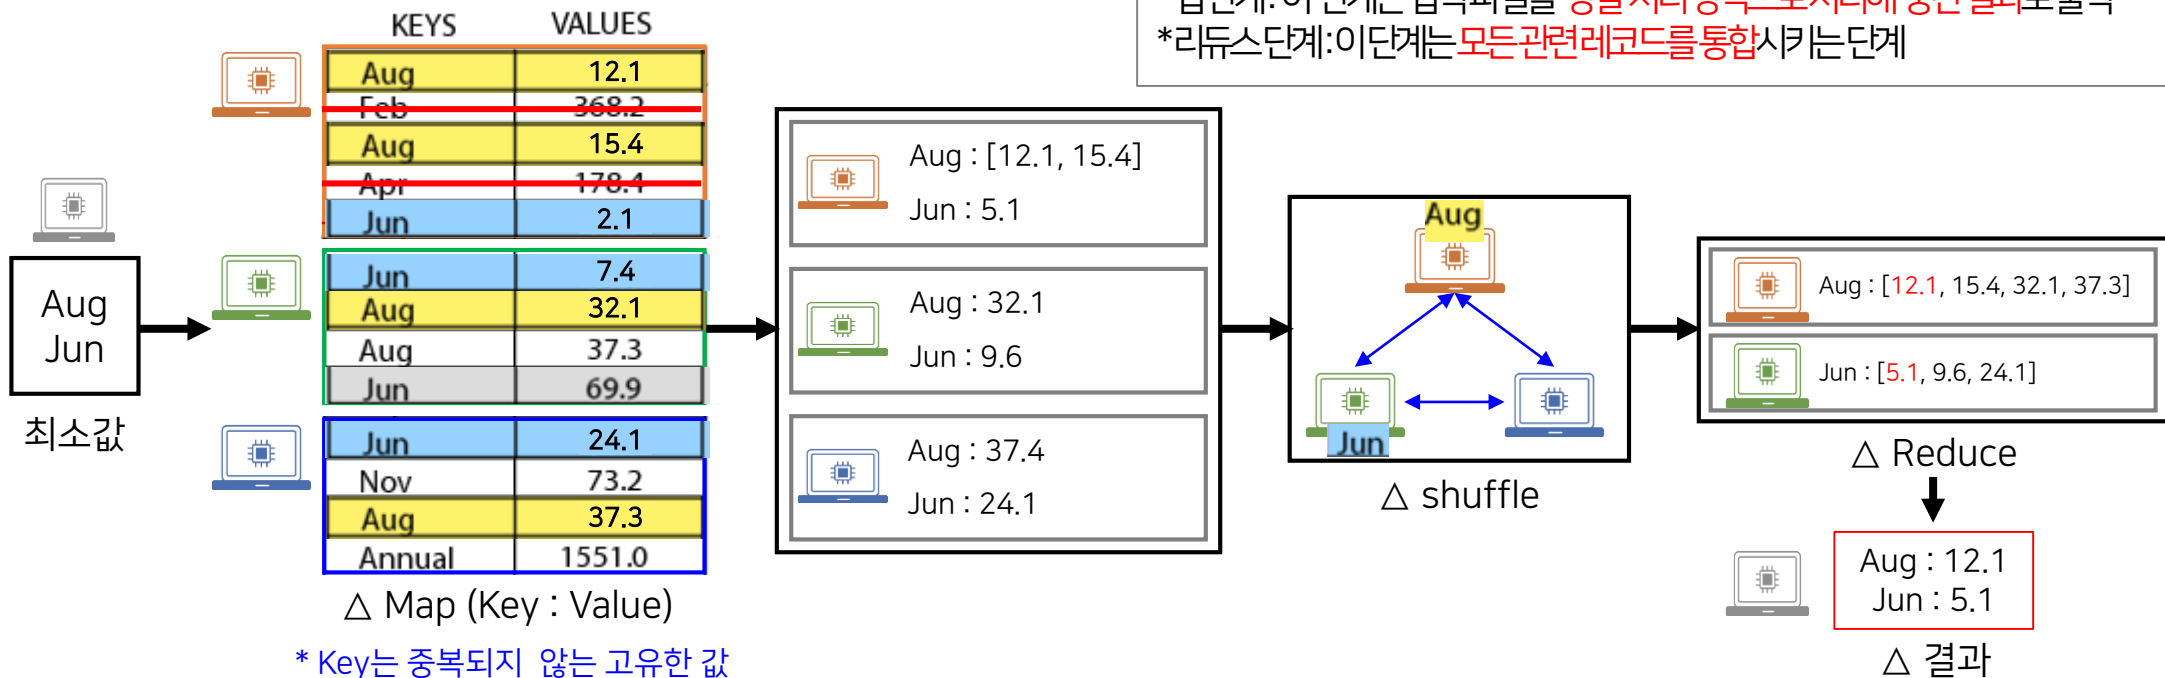 *리듀스단계:이단계는모든관련레코드를통합시키는단계
KEYS VALUES
Aug 12.1
Feb 368.2
Aug 15.4
Apr 178.4
Jun 2.1
Jun 7.4
Aug 32.1
Aug 37.3
Jun 69.9
Jun 24.1
Nov 73.2
Aug 37.3
Annual 1551.0
△ Map (Key : Value)
* Key는 중복되지 않는 고유한 값
Aug
Jun
최소값
Aug : [12.1, 15.4]
Jun : 5.1
Aug : 32.1
Jun : 9.6
Aug : 37.4
Jun : 24.1
Aug
Jun
△ shuffle
Aug : [12.1, 15.4, 32.1, 37.3]
Jun : [5.1, 9.6, 24.1]
△ Reduce
Aug : 12.1
Jun : 5.1
△ 결과